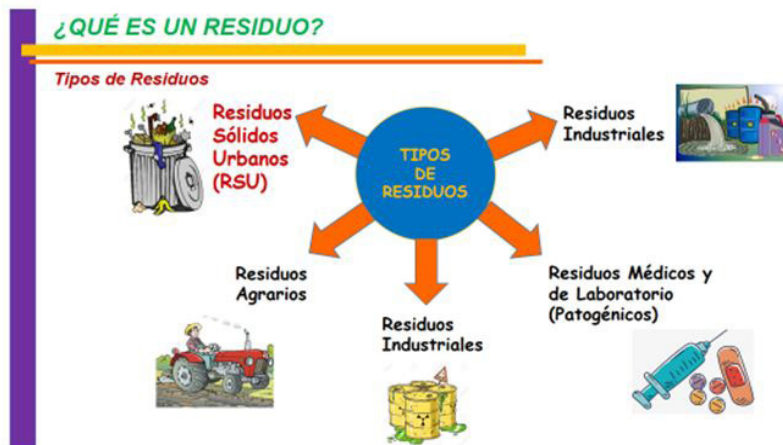 ¿QUÉ ES UN RESIDUO?
Tipos de Residuos
Residuos
Sólidos
Urbanos
(RSU)
TIPOS
DE
RESIDUOS
Residuos
Industriales
Residuos
Agrarios
Residuos
Industriales
Residuos Médicos y
de Laboratorio
(Patogénicos)